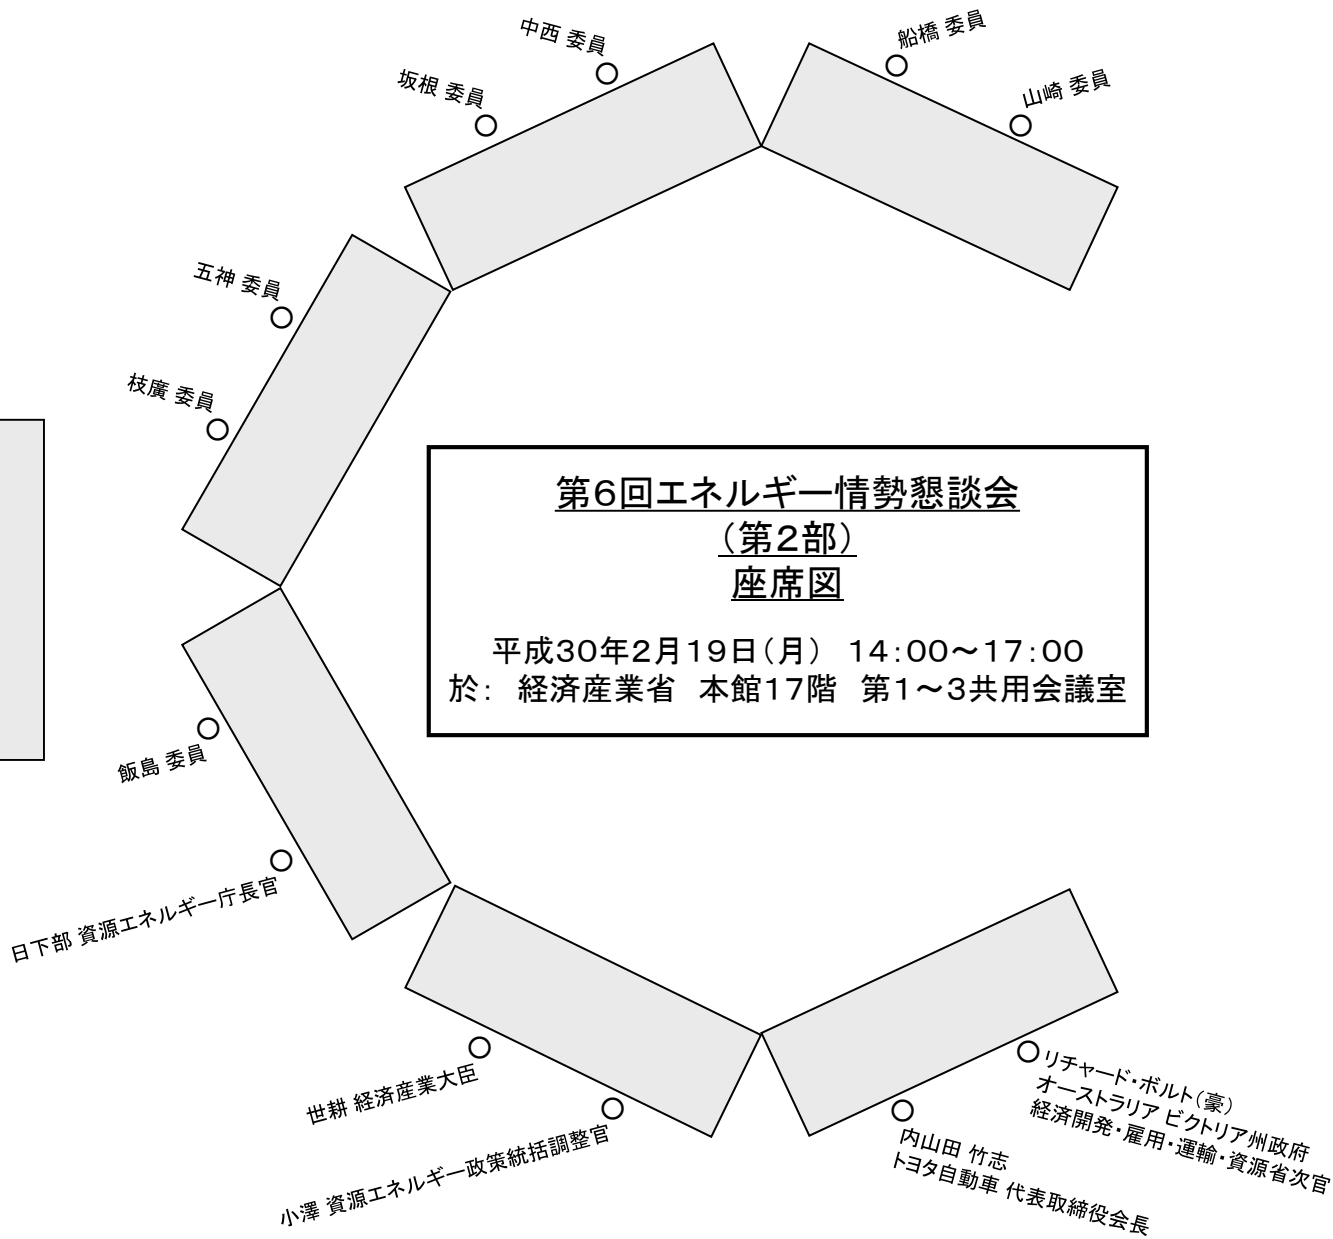 中西 委員
船橋 委員
坂根 委員
山崎 委員
五神 委員
枝廣 委員
第6回エネルギー情勢懇談会
（第2部）
座席図
平成30年2月19日（月） 14：00～17：00
於： 経済産業省 本館17階 第1～3共用会議室
飯島 委員
日下部 資源エネルギー庁長官
世耕 経済産業大臣
小澤 資源エネルギー政策統括調整官
リチャード・ボルト（豪）
オーストラリア ビクトリア州政府
経済開発・雇用・運輸・資源省次官
内山田 竹志
トヨタ自動車 代表取締役会長